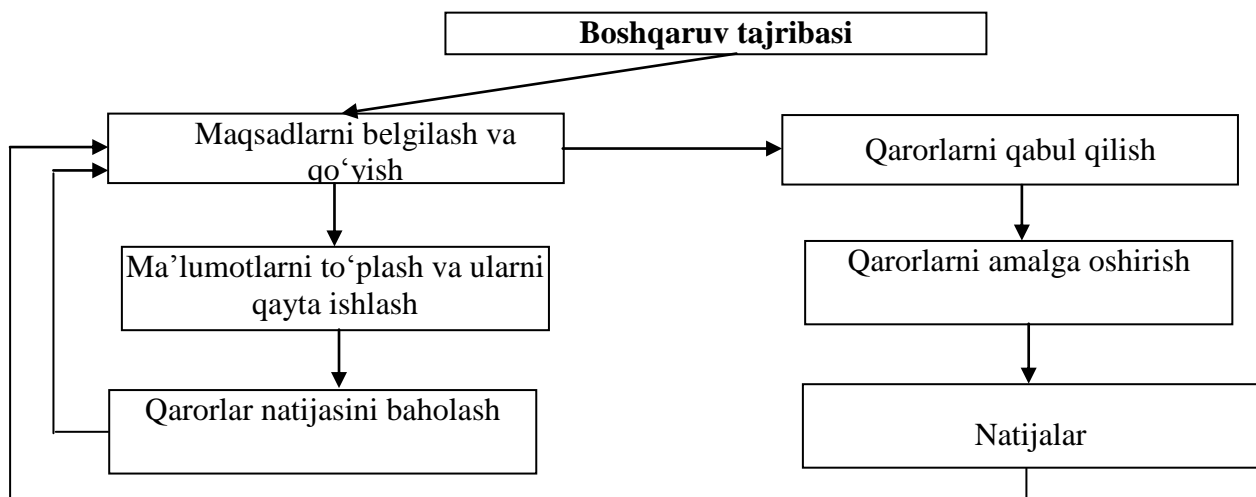 Boshqaruv tajribasi
Maqsadlarni belgilash va
qo‘yish
Qarorlarni qabul qilish
Ma’lumotlarni to‘plash va ularni
qayta ishlash
Qarorlarni amalga oshirish
Qarorlar natijasini baholash
Natijalar